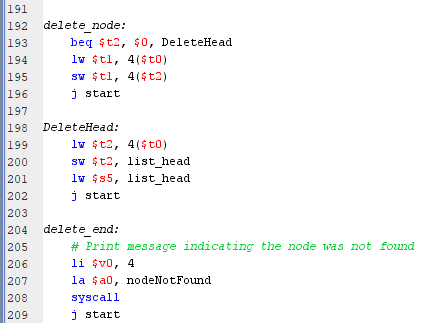 191
192 delete_node:
193 beq $t2, $0, DeleteHead
194 lw $t1, 4($t0)
195 sw $t1, 4($t2)
196 j start
197
198 DeleteHead:
199 lw $t2, 4($t0)
200 sw $t2, list_head
201 lw $s5, list_head
202 j start
203
204 delete_end:
205 # Print message indicating the node was not found
206 li $v0, 4
207 la $a0, nodeNotFound
208 syscall
209 j start